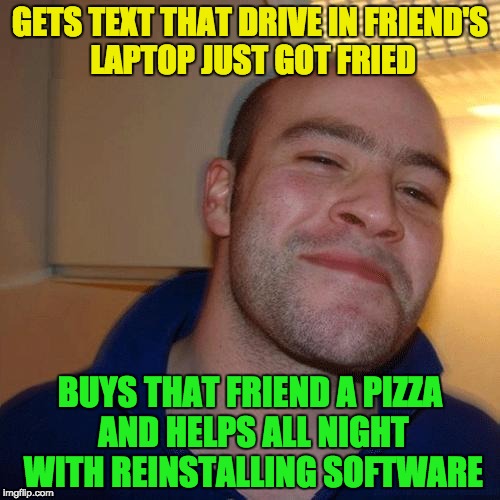 GETS TEXT THAT DRIVE IN FRIEND'S
LAPTOP JUST GOT FRIED
BUYS THAT FRIEND A PIZZA
AND HELPS ALL NIGHT
WITH REINSTALLING SOFTWARE
imgflip.com